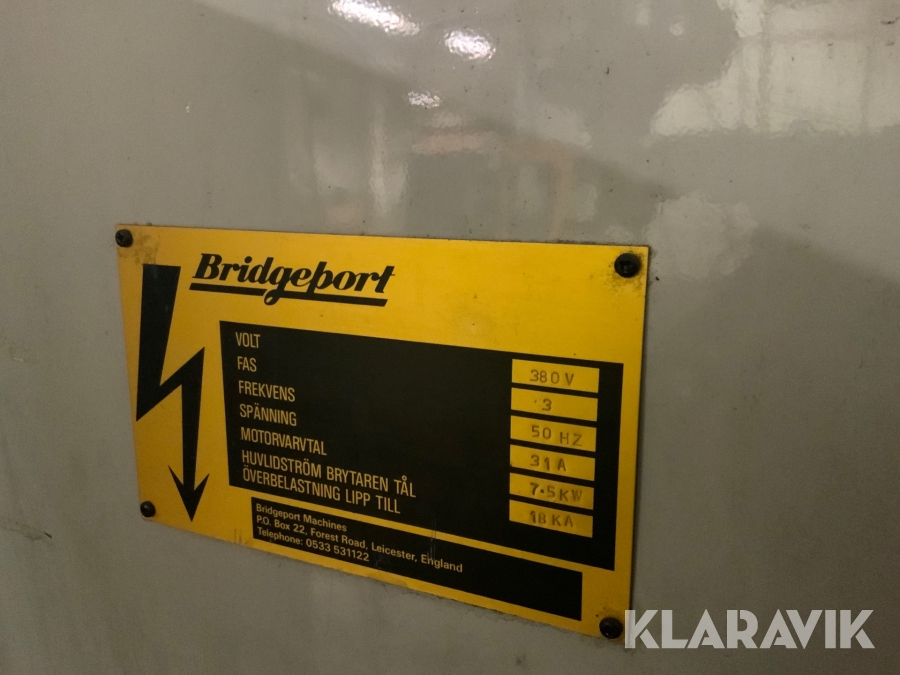 Bridgeport
VOLT 380 V
FAS 3
FREKVENS 50 HZ
SPÄNNING 31 A
MOTORVARVTAL 7.5 KW
HUVLIDSTRÖM BRYTAREN TÅL
ÖVERBELASTNING LIPP TILL 18 KA
Bridgeport Machines
P.O. Box 22, Forest Road, Leicester, England
Telephone: 0533 531122
KLARAVIK